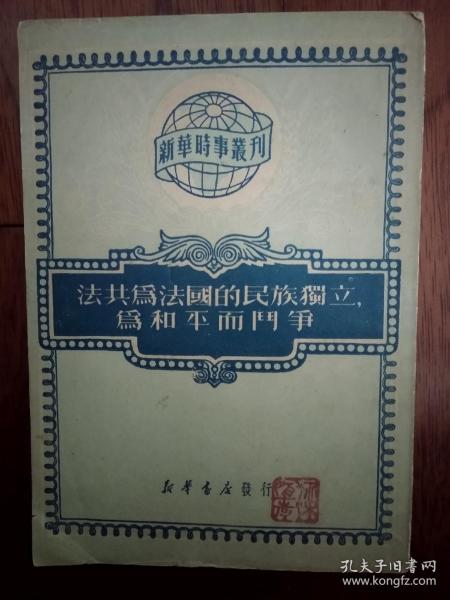 新華時事叢刊
法共爲法國的民族獨立，
爲和平而鬥爭
新華書店發行
孔夫子旧书网
www.kongfz.com